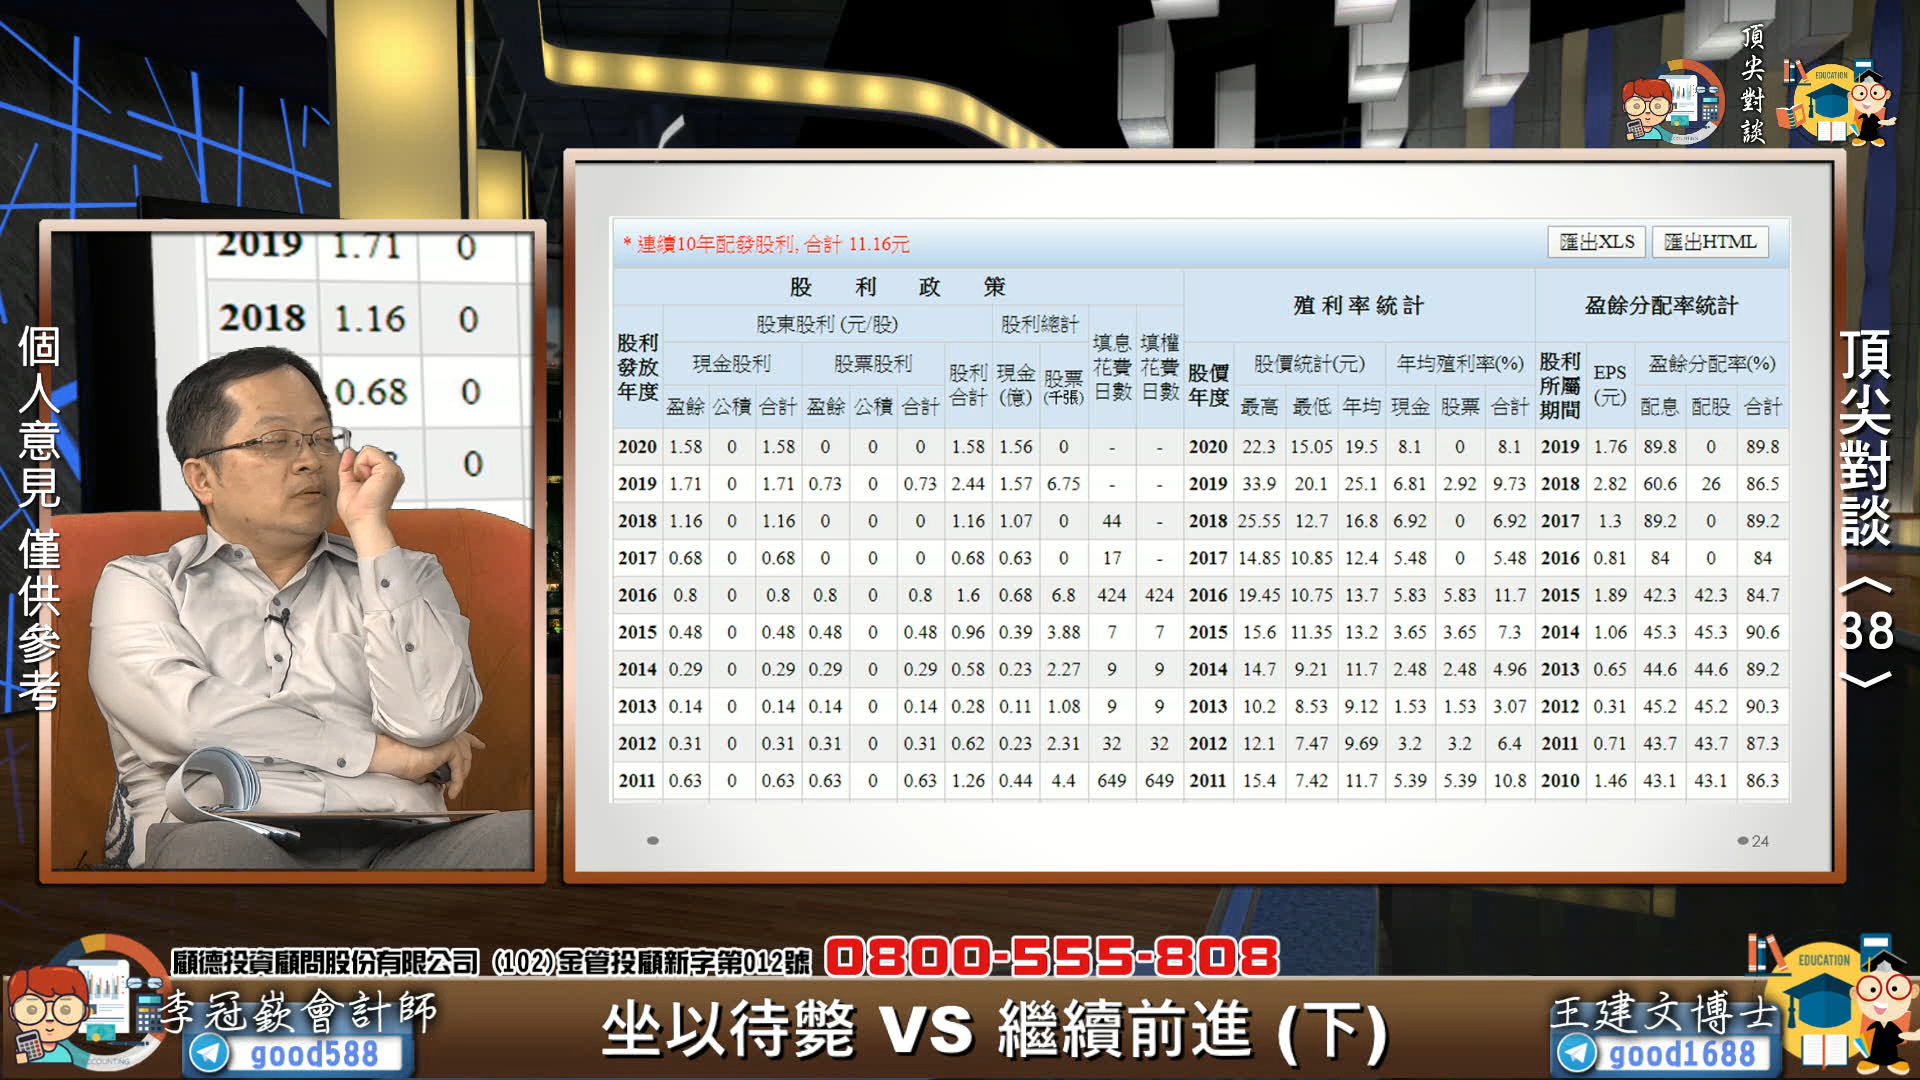 頂尖對談
EDUCATION
個人意見 僅供參考
2019 1.71 0
2018 1.16 0
0.68 0
0
* 連續10年配發股利, 合計 11.16元
匯出XLS 匯出HTML
股 利 政 策 殖利率統計 盈餘分配率統計
股利發放年度 股東股利 (元/股) 股利總計 填息花費日數 填權花費日數 股價年度 股價統計(元) 年均殖利率(%) 股利所屬期間 EPS(元) 盈餘分配率(%)
現金股利 股票股利 股利合計 現金(億) 股票(千張)
盈餘 公積 合計 盈餘 公積 合計 最高 最低 年均 現金 股票 合計 配息 配股 合計
2020 1.58 0 1.58 0 0 0 1.58 1.56 0 - - 2020 22.3 15.05 19.5 8.1 0 8.1 2019 1.76 89.8 0 89.8
2019 1.71 0 1.71 0.73 0 0.73 2.44 1.57 6.75 - - 2019 33.9 20.1 25.1 6.81 2.92 9.73 2018 2.82 60.6 26 86.5
2018 1.16 0 1.16 0 0 0 1.16 1.07 0 44 - 2018 25.55 12.7 16.8 6.92 0 6.92 2017 1.3 89.2 0 89.2
2017 0.68 0 0.68 0 0 0 0.68 0.63 0 17 - 2017 14.85 10.85 12.4 5.48 0 5.48 2016 0.81 84 0 84
2016 0.8 0 0.8 0.8 0 0.8 1.6 0.68 6.8 424 424 2016 19.45 10.75 13.7 5.83 5.83 11.7 2015 1.89 42.3 42.3 84.7
2015 0.48 0 0.48 0.48 0 0.48 0.96 0.39 3.88 7 7 2015 15.6 11.35 13.2 3.65 3.65 7.3 2014 1.06 45.3 45.3 90.6
2014 0.29 0 0.29 0.29 0 0.29 0.58 0.23 2.27 9 9 2014 14.7 9.21 11.7 2.48 2.48 4.96 2013 0.65 44.6 44.6 89.2
2013 0.14 0 0.14 0.14 0 0.14 0.28 0.11 1.08 9 9 2013 10.2 8.53 9.12 1.53 1.53 3.07 2012 0.31 45.2 45.2 90.3
2012 0.31 0 0.31 0.31 0 0.31 0.62 0.23 2.31 32 32 2012 12.1 7.47 9.69 3.2 3.2 6.4 2011 0.71 43.7 43.7 87.3
2011 0.63 0 0.63 0.63 0 0.63 1.26 0.44 4.4 649 649 2011 15.4 7.42 11.7 5.39 5.39 10.8 2010 1.46 43.1 43.1 86.3
24
頂尖對談〈38〉
顧德投資顧問股份有限公司 (102)金管投顧新字第012號 0800-555-808
EDUCATION
李冠嶔會計師
good588
ACCOUNTING
坐以待斃 VS 繼續前進 (下)
王建文博士
good1688